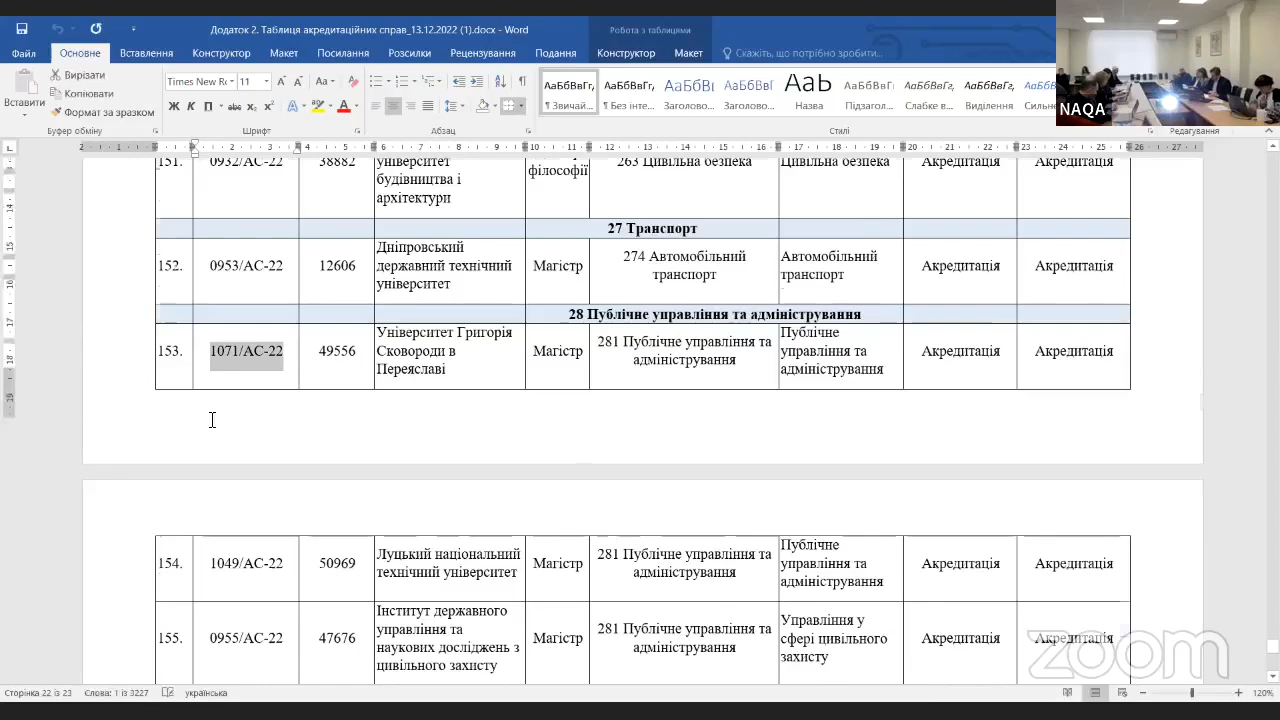 Додаток 2. Таблиця акредитаційних справ_13.12.2022 (1).docx - Word
Робота з таблицями
Файл Основне Вставлення Конструктор Макет Посилання Розсилки Рецензування Подання Конструктор Макет Скажіть, що потрібно зробити...
NAQA
Вставити
Вирізати
Копіювати
Формат за зразком
Times New Ro 11
Ж К П abc
АаБбВвГг, АаБбВвГг, АаБбВ АаБбВвГ АаБ АаБбВвГг АаБбВвГг АаБбВвГг АаБбВвГг
¶ Звичай... ¶ Без інте... Заголово... Заголово... Назва Підзагол... Слабке в... Виділення Сильне
Буфер обміну Шрифт Абзац Стилі Редагування
151. 0932/АС-22 38882 університет будівництва і архітектури філософії 263 Цивільна безпека Цивільна безпека Акредитація Акредитація
27 Транспорт
152. 0953/АС-22 12606 Дніпровський державний технічний університет Магістр 274 Автомобільний транспорт Автомобільний транспорт Акредитація Акредитація
28 Публічне управління та адміністрування
153. 1071/АС-22 49556 Університет Григорія Сковороди в Переяславі Магістр 281 Публічне управління та адміністрування Публічне управління та адміністрування Акредитація Акредитація
154. 1049/АС-22 50969 Луцький національний технічний університет Магістр 281 Публічне управління та адміністрування Публічне управління та адміністрування Акредитація Акредитація
155. 0955/АС-22 47676 Інститут державного управління та наукових досліджень з цивільного захисту Магістр 281 Публічне управління та адміністрування Управління у сфері цивільного захисту Акредитація Акредитація
zoom
Сторінка 22 із 23 Слова: 1 із 3227 українська 120%